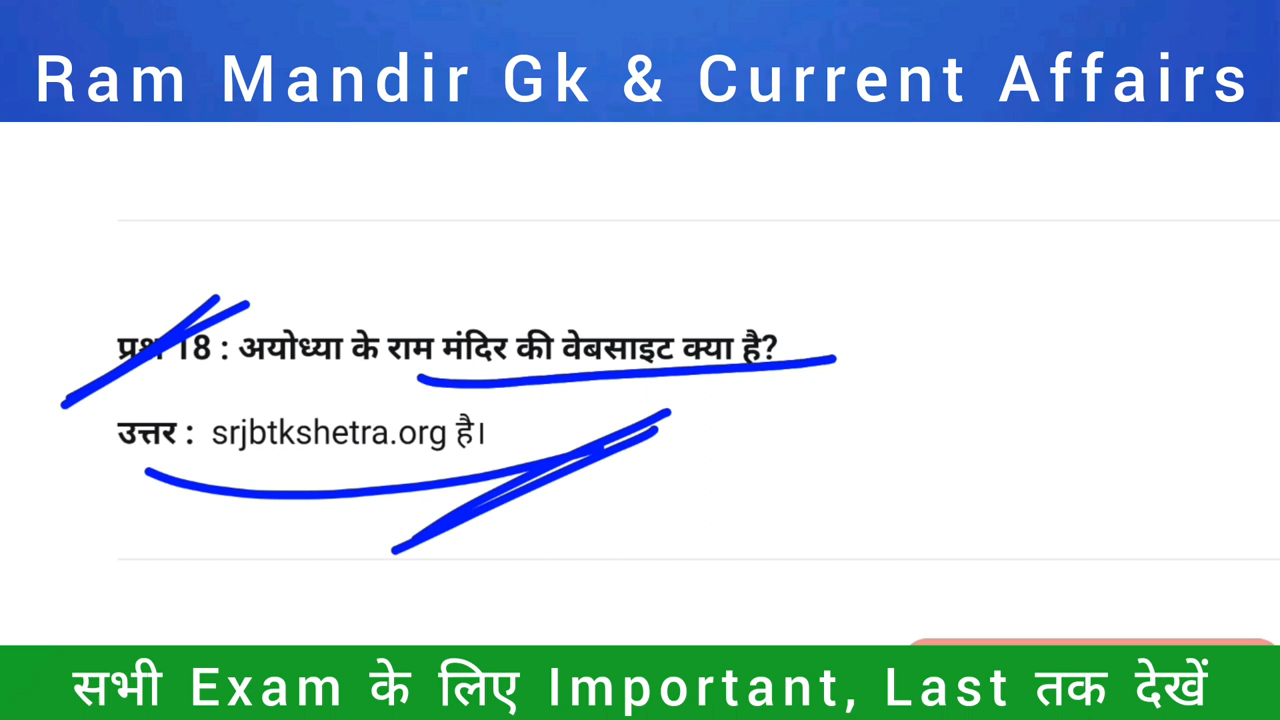 Ram Mandir Gk & Current Affairs
प्रश्न 18 : अयोध्या के राम मंदिर की वेबसाइट क्या है?
उत्तर : srjbtkshetra.org है।
सभी Exam के लिए Important, Last तक देखें